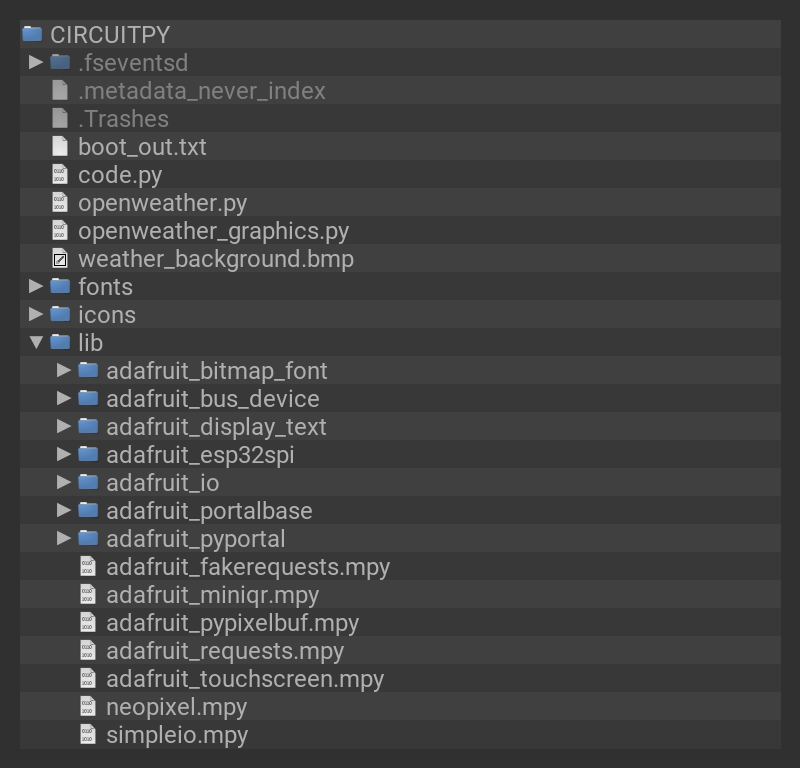 CIRCUITPY
.fseventsd
.metadata_never_index
.Trashes
boot_out.txt
code.py
openweather.py
openweather_graphics.py
weather_background.bmp
fonts
icons
lib
adafruit_bitmap_font
adafruit_bus_device
adafruit_display_text
adafruit_esp32spi
adafruit_io
adafruit_portalbase
adafruit_pyportal
adafruit_fakerequests.mpy
adafruit_miniqr.mpy
adafruit_pypixelbuf.mpy
adafruit_requests.mpy
adafruit_touchscreen.mpy
neopixel.mpy
simpleio.mpy